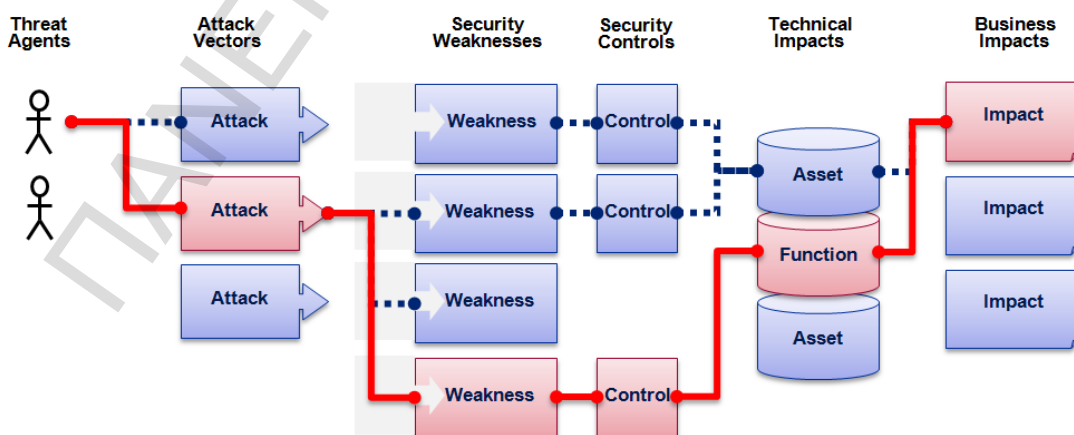 Threat Agents
Attack Vectors
Security Weaknesses
Security Controls
Technical Impacts
Business Impacts
Attack
Weakness
Control
Impact
Asset
Attack
Weakness
Control
Impact
Function
Attack
Weakness
Impact
Asset
Weakness
Control
ΠΑΝΕ